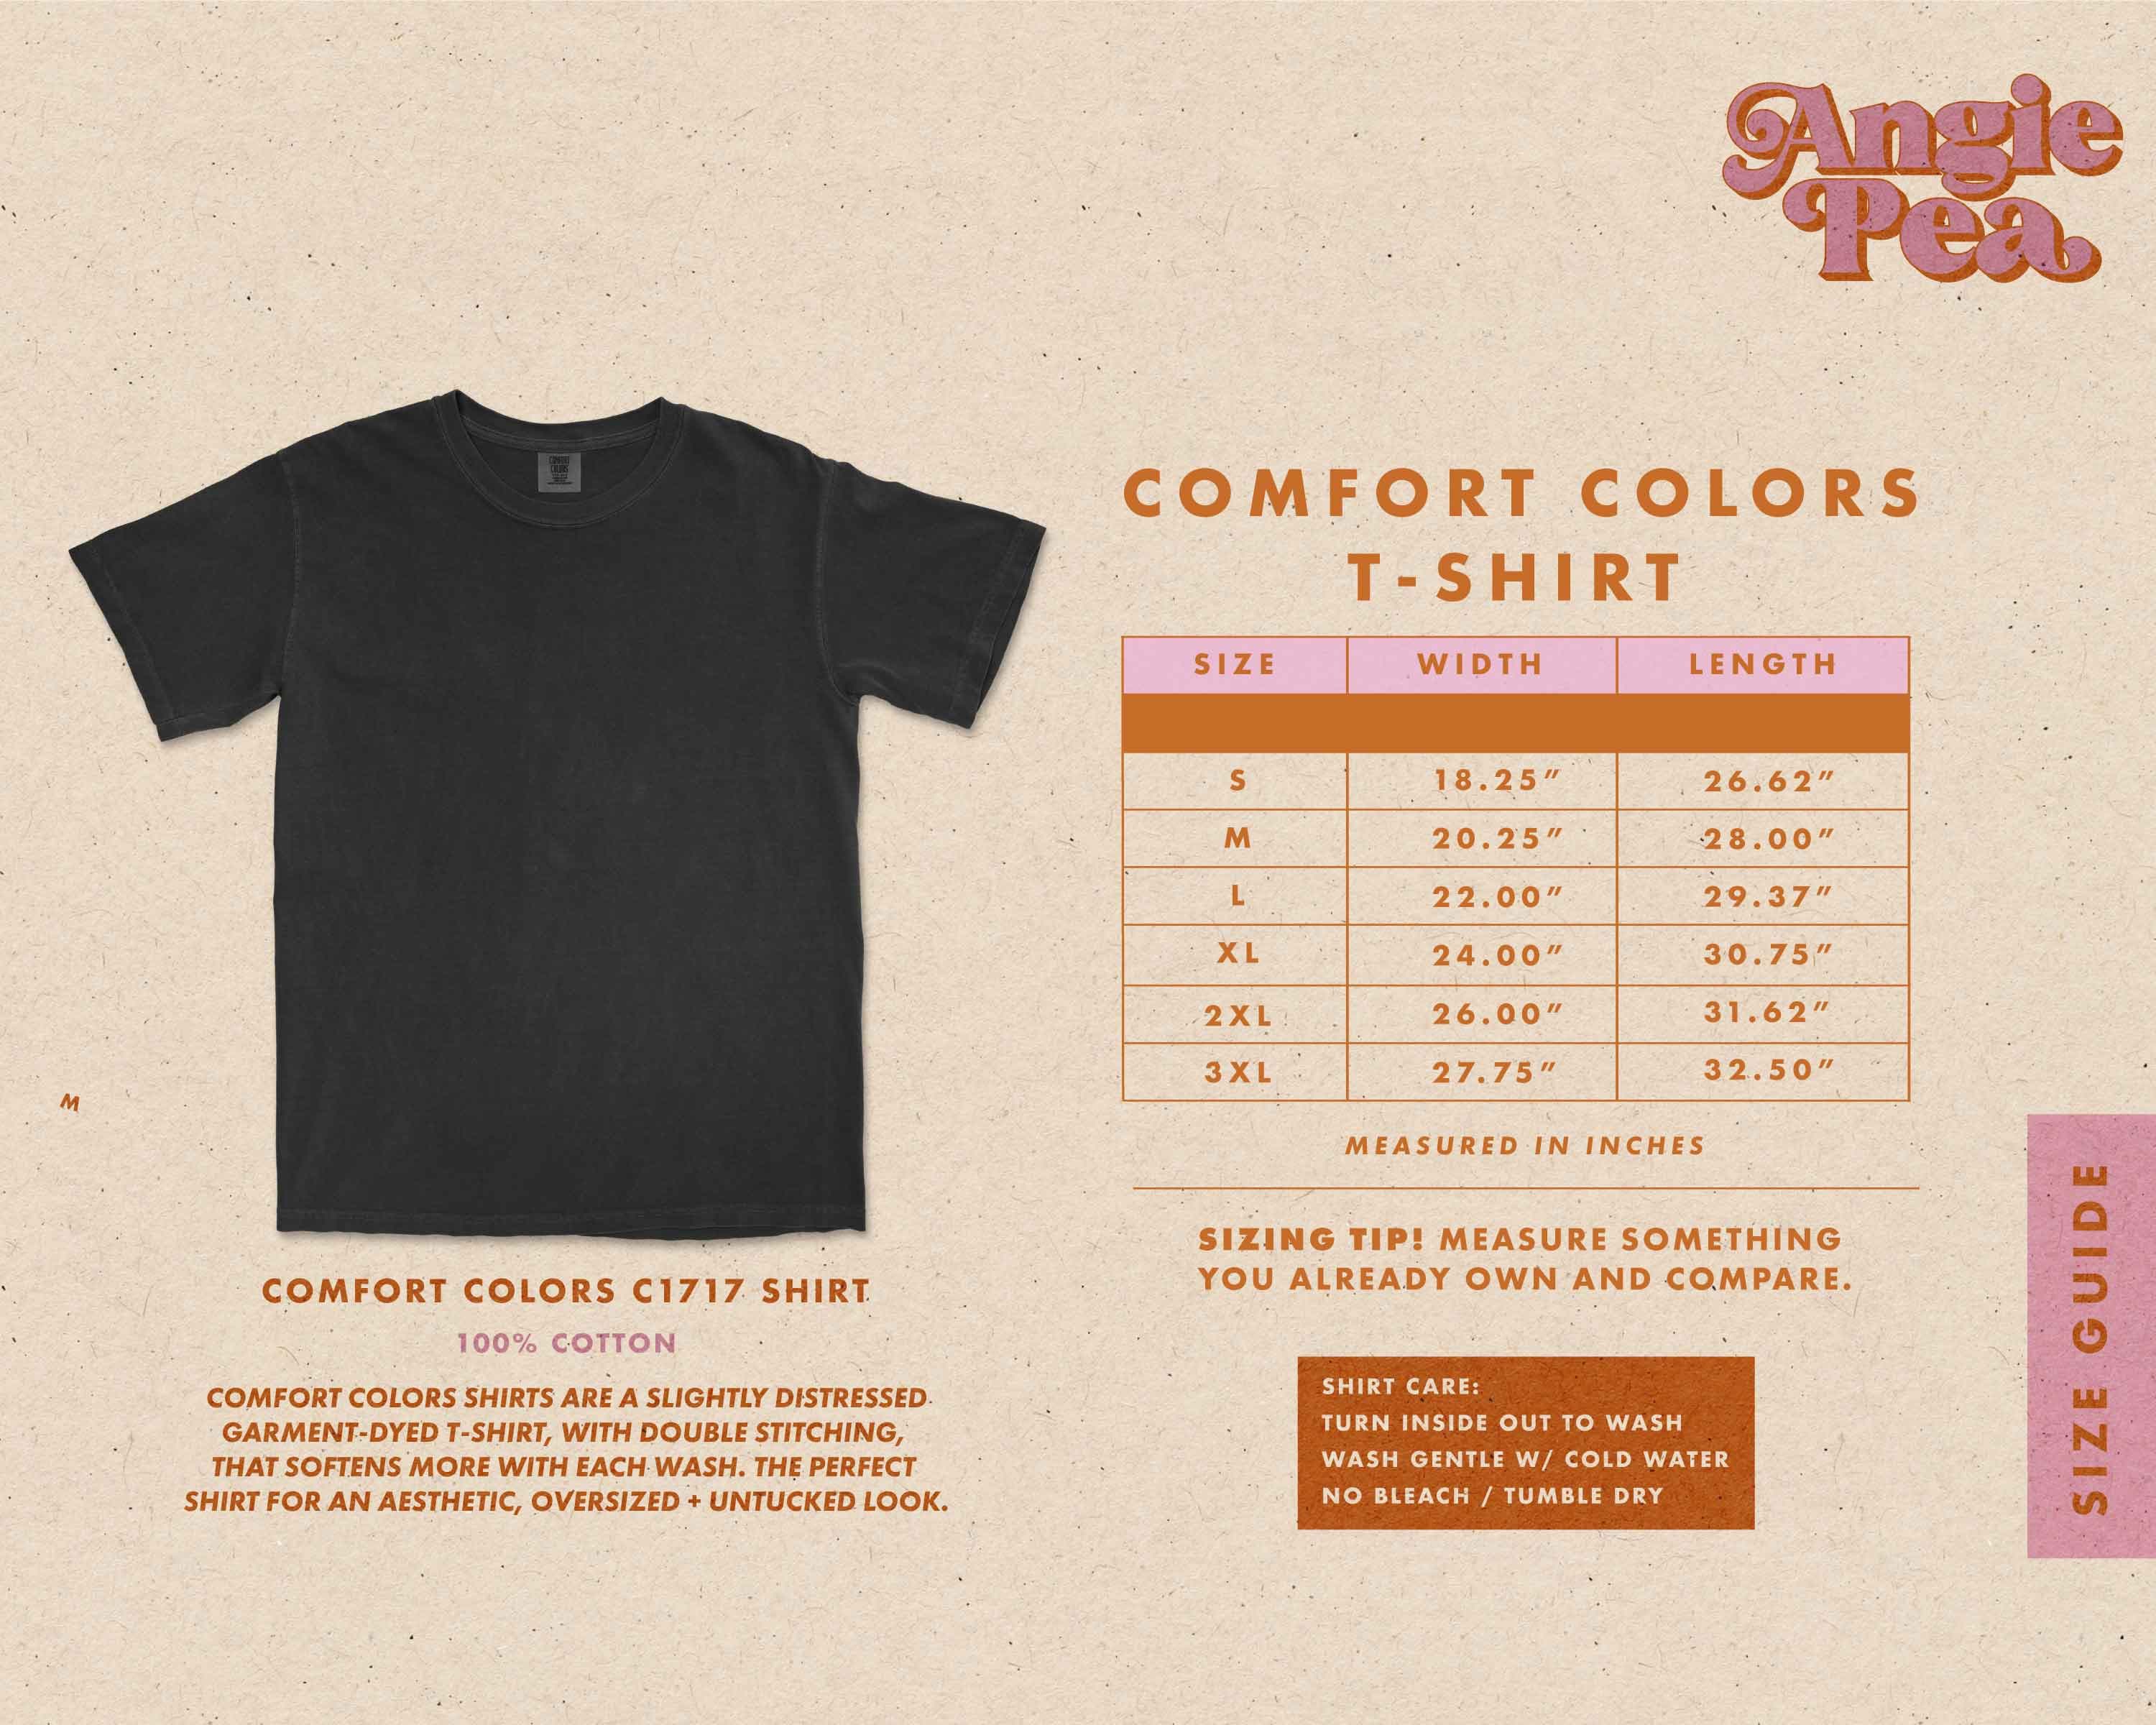 Angie
Pea
COMFORT
COLORS
COMFORT COLORS
T-SHIRT
SIZE WIDTH LENGTH
S 18.25" 26.62"
M 20.25" 28.00"
L 22.00" 29.37"
XL 24.00" 30.75"
2XL 26.00" 31.62"
3XL 27.75" 32.50"
MEASURED IN INCHES
SIZING TIP! MEASURE SOMETHING
YOU ALREADY OWN AND COMPARE.
SHIRT CARE:
TURN INSIDE OUT TO WASH
WASH GENTLE W/ COLD WATER
NO BLEACH / TUMBLE DRY
M
COMFORT COLORS C1717 SHIRT
100% COTTON
COMFORT COLORS SHIRTS ARE A SLIGHTLY DISTRESSED
GARMENT-DYED T-SHIRT, WITH DOUBLE STITCHING,
THAT SOFTENS MORE WITH EACH WASH. THE PERFECT
SHIRT FOR AN AESTHETIC, OVERSIZED + UNTUCKED LOOK.
SIZE GUIDE